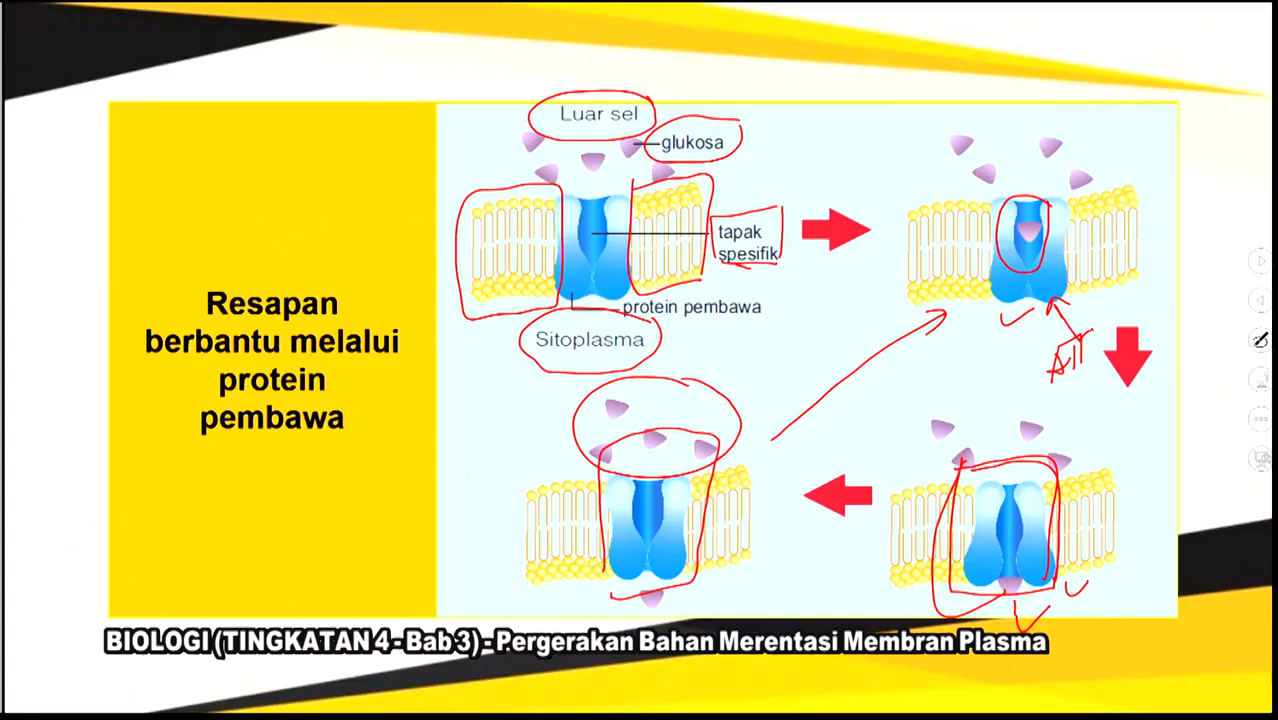 Luar sel
glukosa
tapak
spesifik
protein pembawa
Sitoplasma
Resapan
berbantu melalui
protein
pembawa
BIOLOGI (TINGKATAN 4 - Bab 3) - Pergerakan Bahan Merentasi Membran Plasma